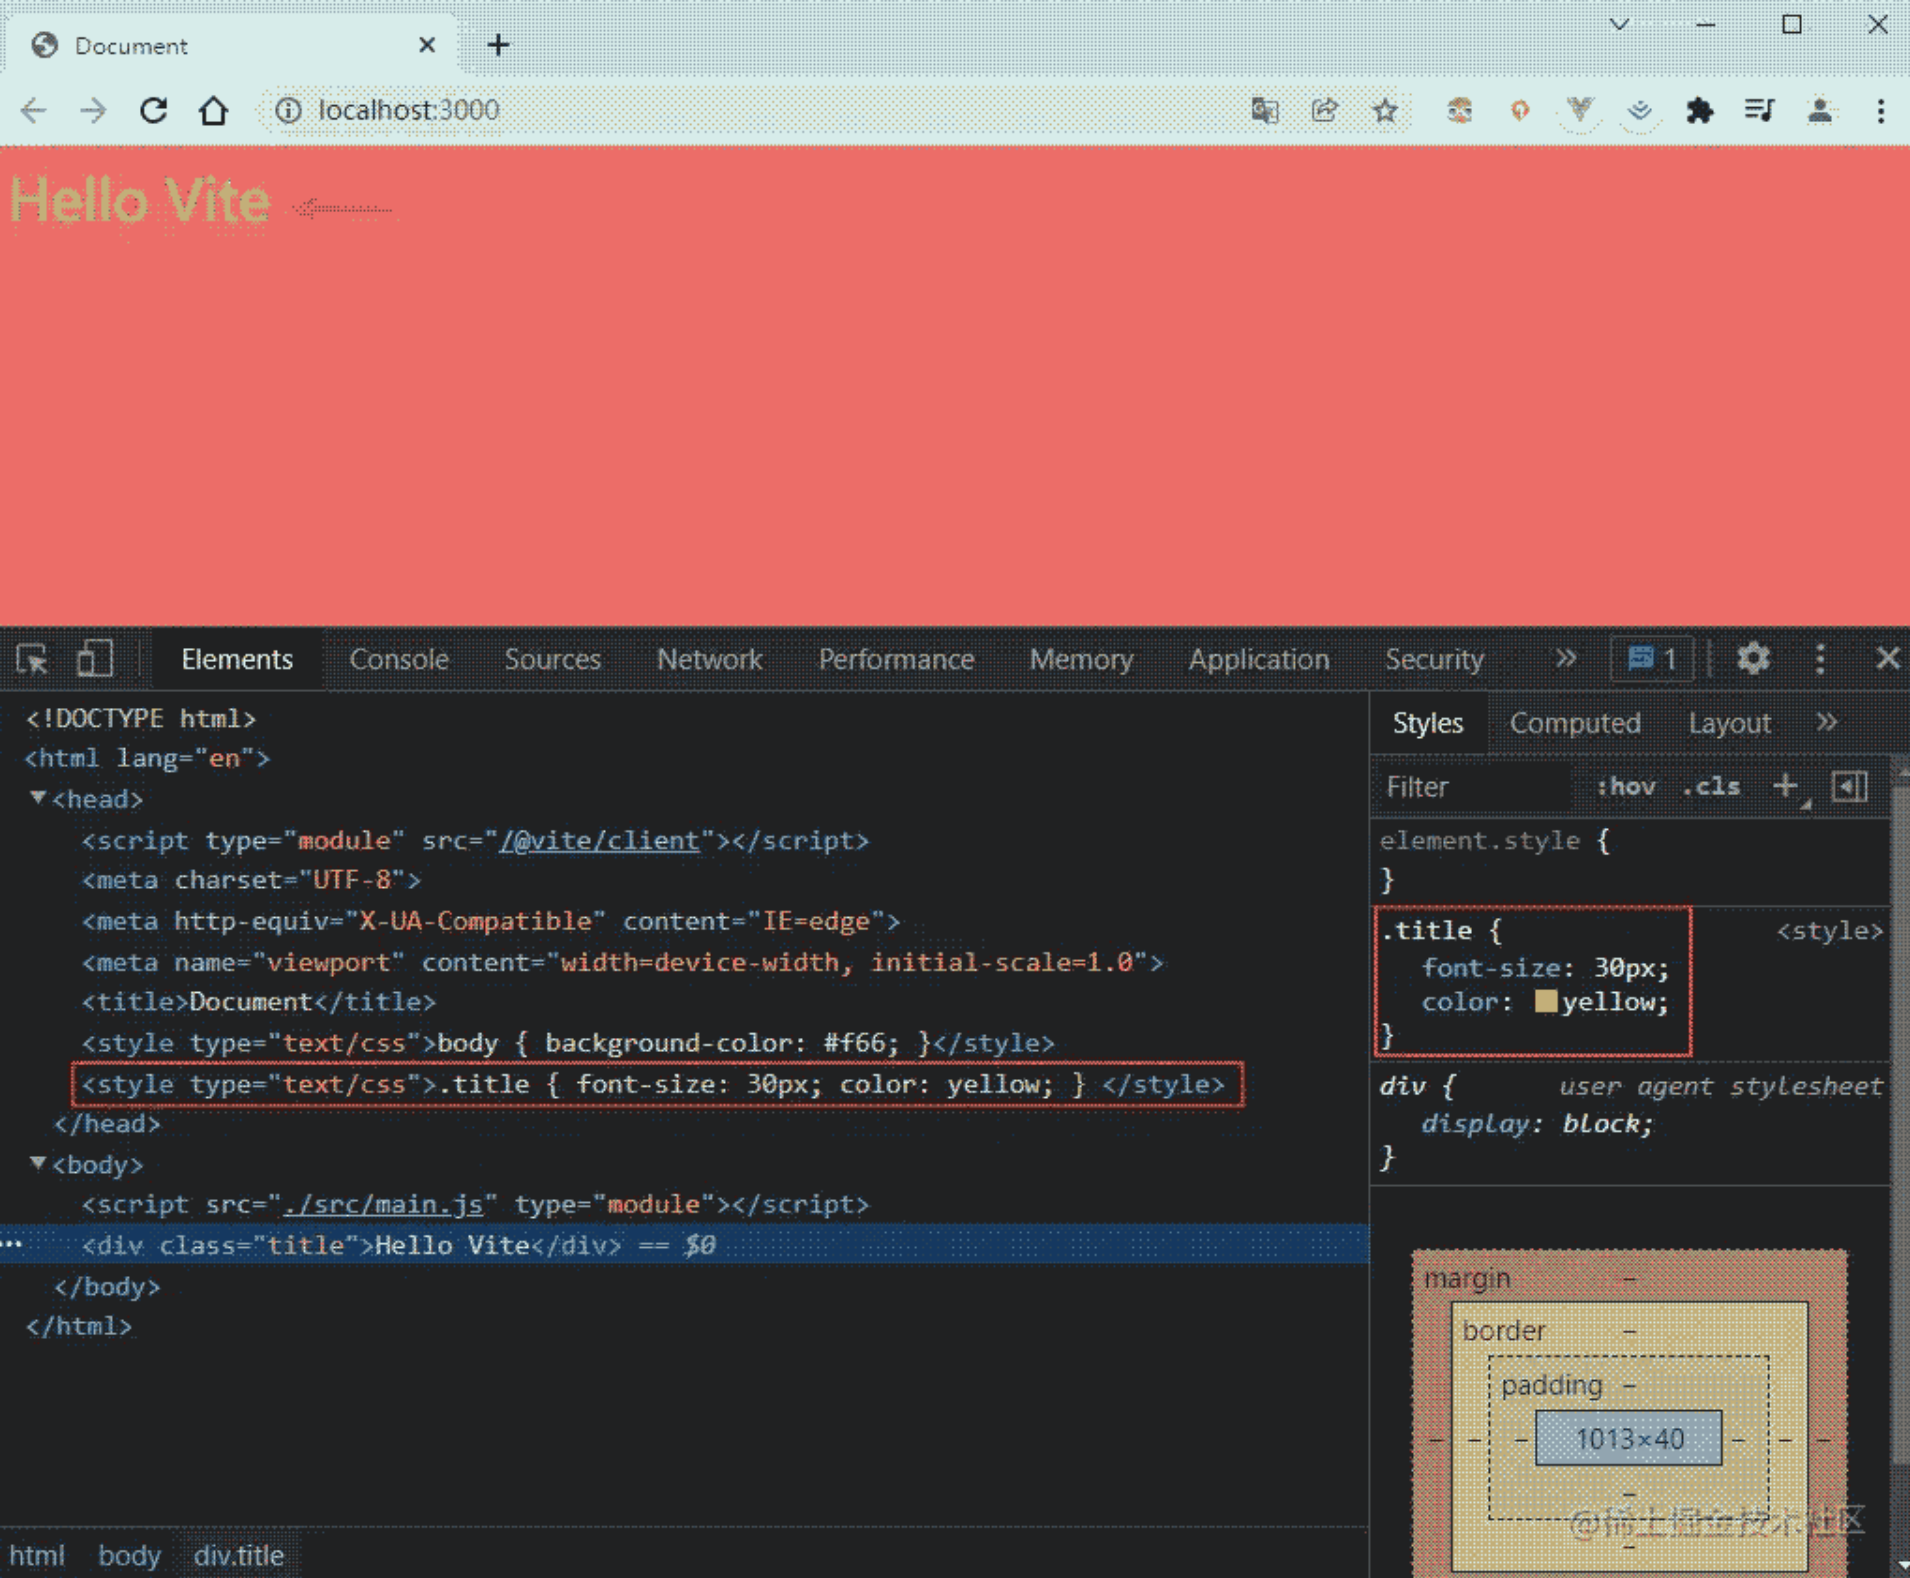 Document
localhost:3000
Hello Vite
Elements Console Sources Network Performance Memory Application Security » 1
<!DOCTYPE html>
<html lang="en">
<head>
<script type="module" src="/@vite/client"></script>
<meta charset="UTF-8">
<meta http-equiv="X-UA-Compatible" content="IE=edge">
<meta name="viewport" content="width=device-width, initial-scale=1.0">
<title>Document</title>
<style type="text/css">body { background-color: #f66; }</style>
<style type="text/css">.title { font-size: 30px; color: yellow; } </style>
</head>
<body>
<script src="./src/main.js" type="module"></script>
<div class="title">Hello Vite</div> == $0
</body>
</html>
html body div.title
Styles Computed Layout »
Filter :hov .cls +
element.style {
}
.title { <style>
font-size: 30px;
color: yellow;
}
div { user agent stylesheet
display: block;
}
margin –
border –
padding –
– – – 1013×40 – – –
–
–
@稀土掘金技术社区